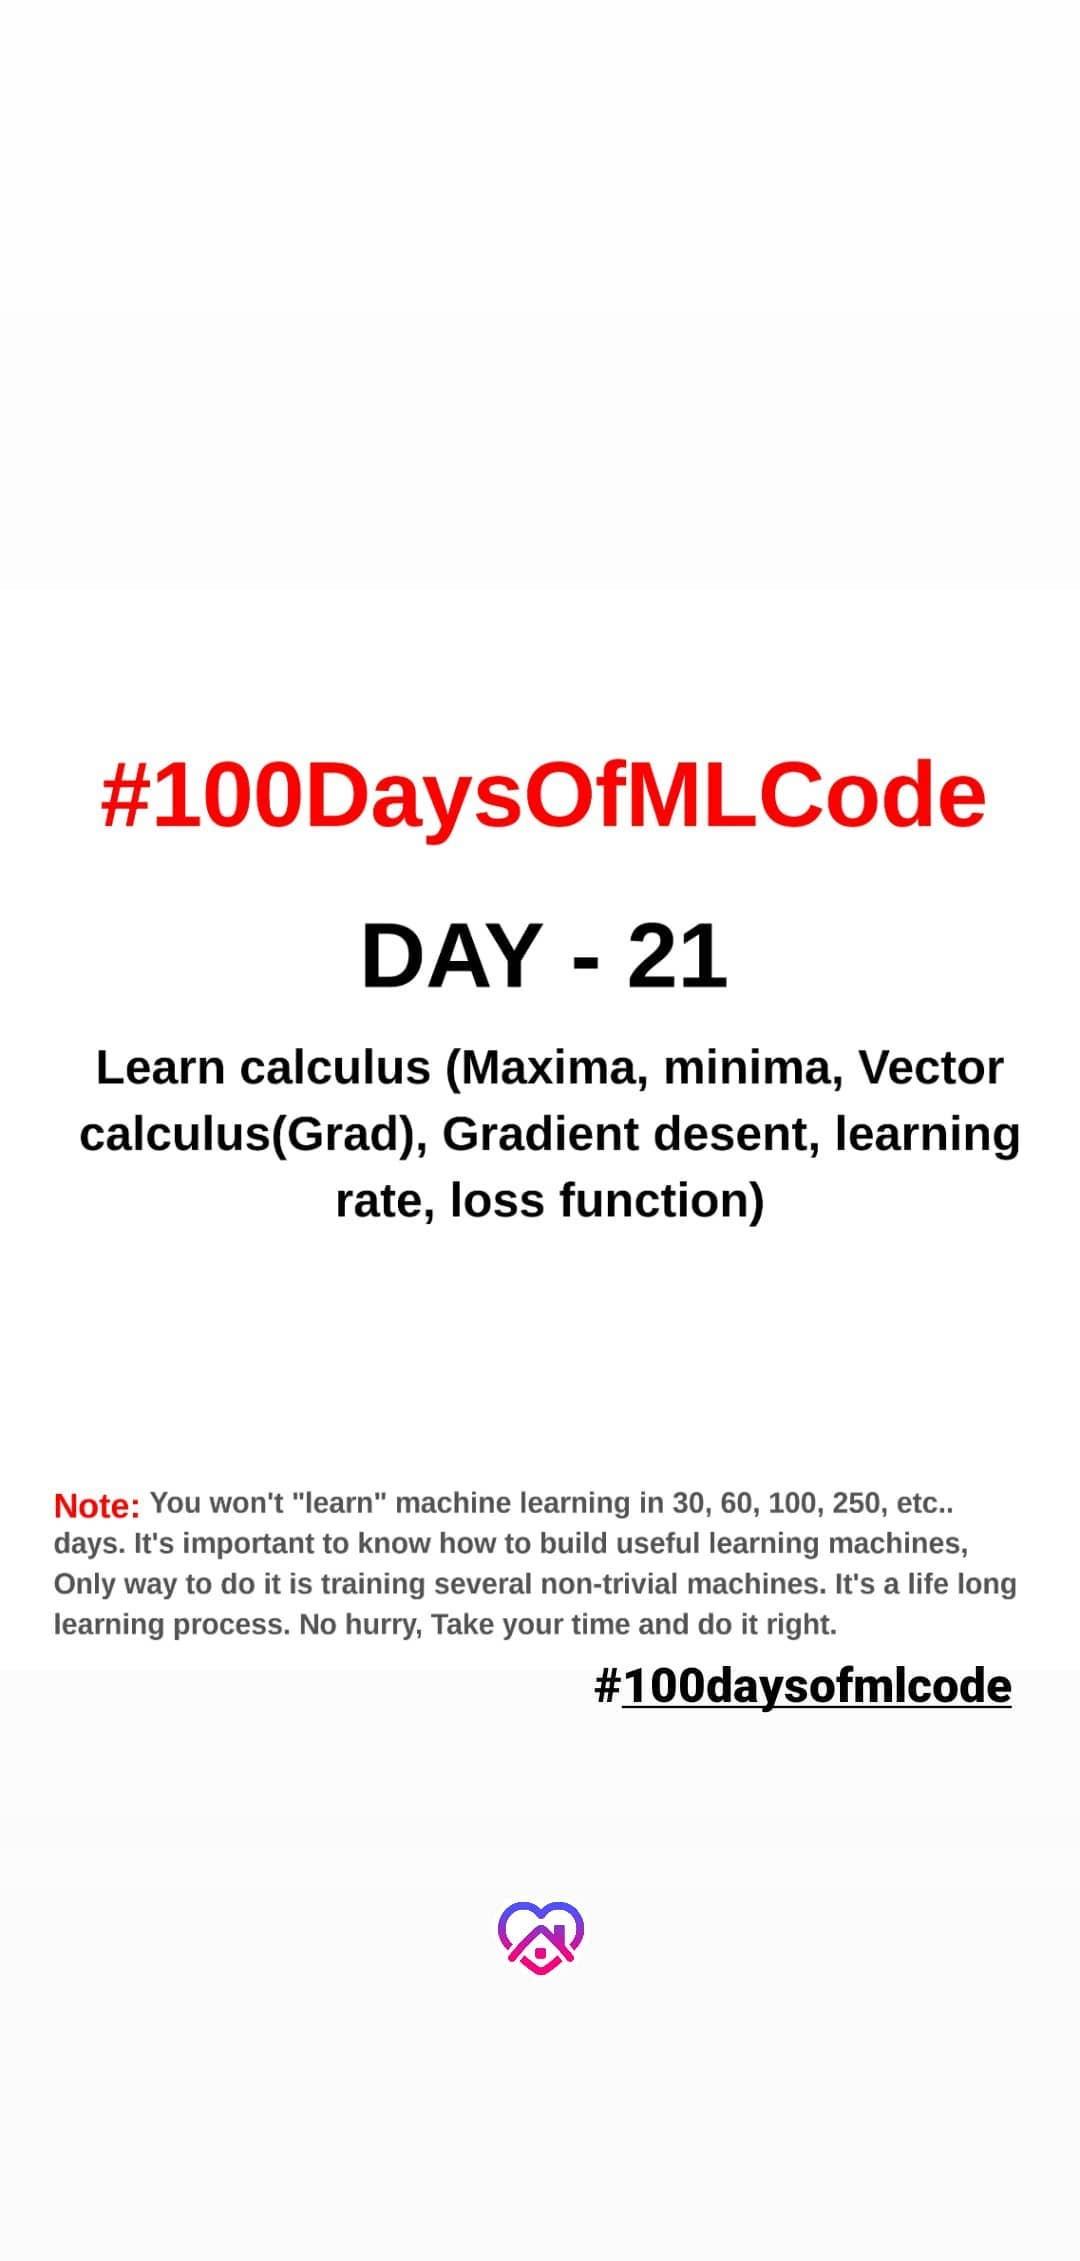 #100DaysOfMLCode
DAY - 21
Learn calculus (Maxima, minima, Vector
calculus(Grad), Gradient desent, learning
rate, loss function)
Note: You won't "learn" machine learning in 30, 60, 100, 250, etc..
days. It's important to know how to build useful learning machines,
Only way to do it is training several non-trivial machines. It's a life long
learning process. No hurry, Take your time and do it right.
#100daysofmlcode